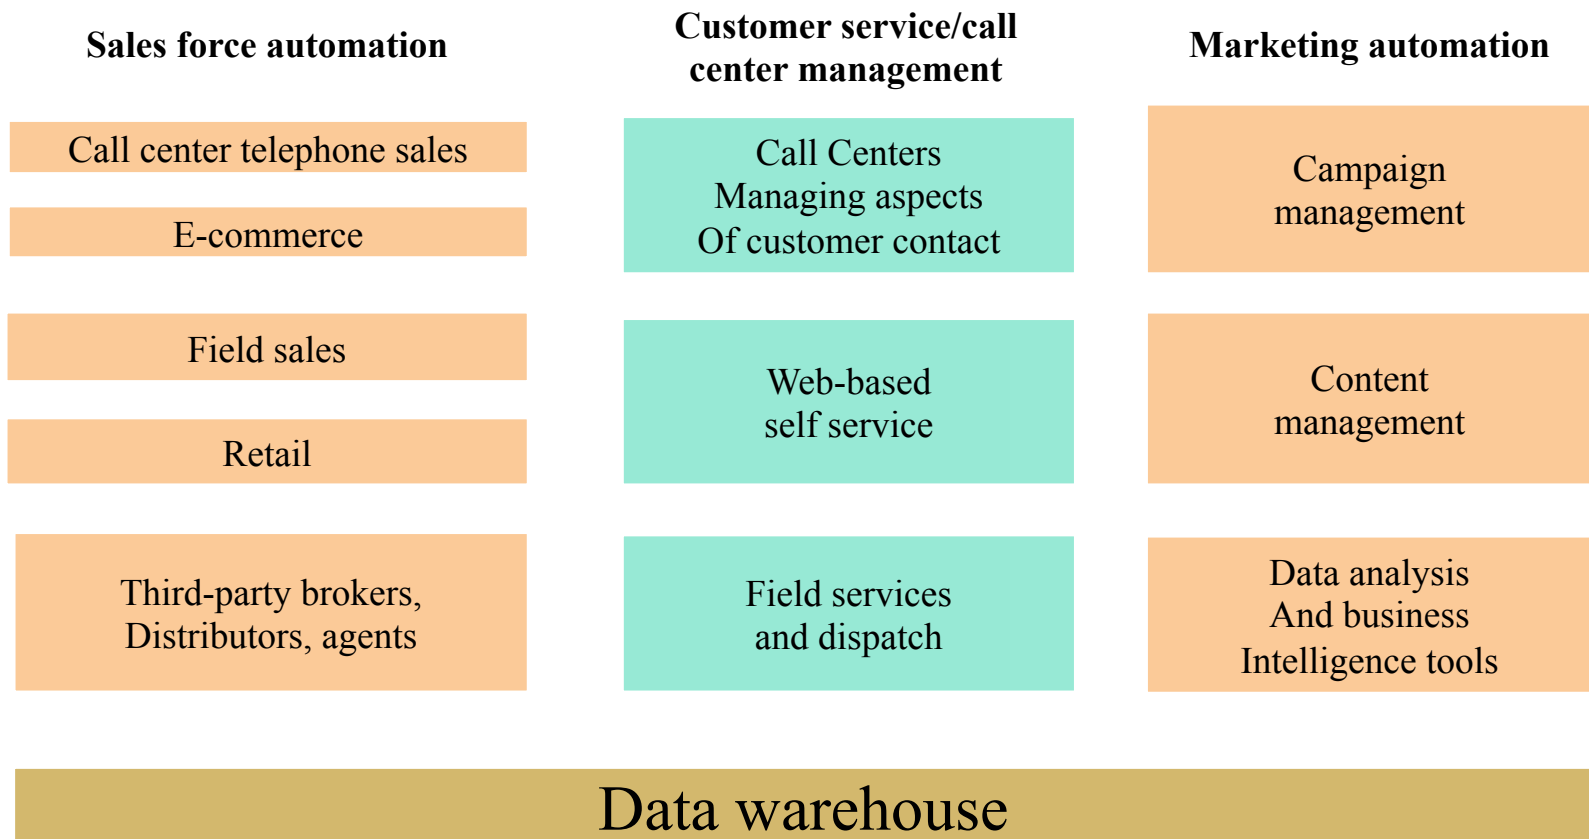 Sales force automation
Call center telephone sales
E-commerce
Field sales
Retail
Third-party brokers,
Distributors, agents
Customer service/call
center management
Call Centers
Managing aspects
Of customer contact
Web-based
self service
Field services
and dispatch
Marketing automation
Campaign
management
Content
management
Data analysis
And business
Intelligence tools
Data warehouse